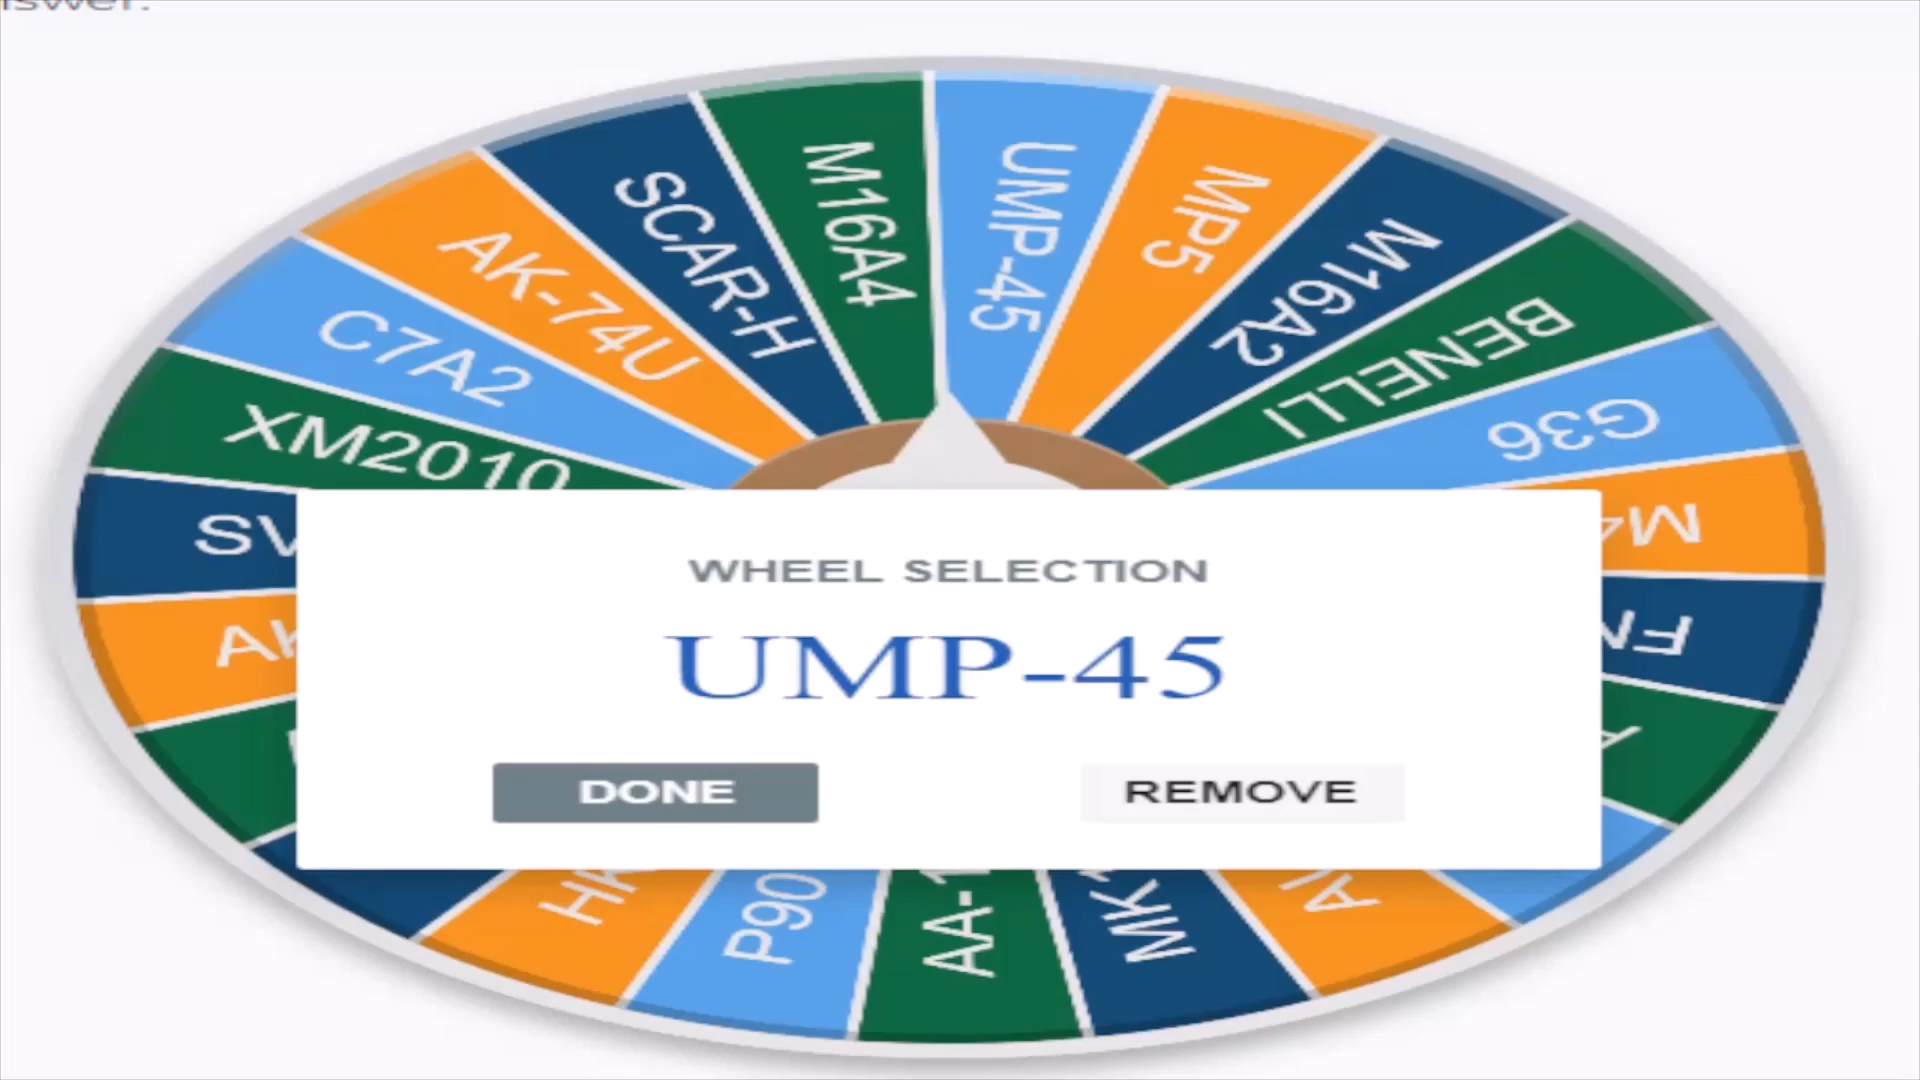 M16A4
UMP-45
MP5
M16A2
BENELLI
G36
SCAR-H
AK-74U
C7A2
XM2010
WHEEL SELECTION
UMP-45
DONE
REMOVE
P90